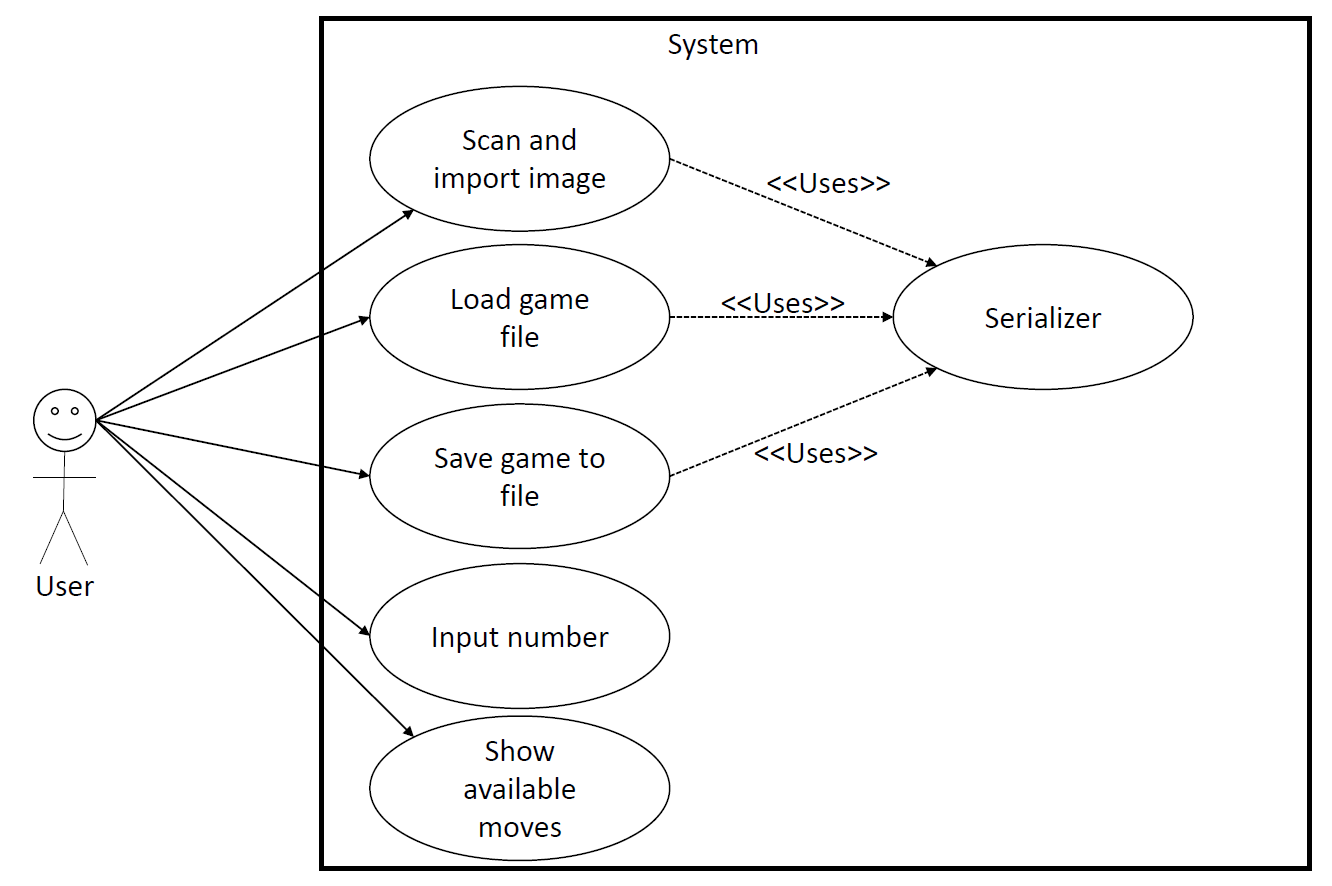 System
Scan and
import image
<<Uses>>
Load game
file
<<Uses>>
Serializer
Save game to
file
<<Uses>>
User
Input number
Show
available
moves